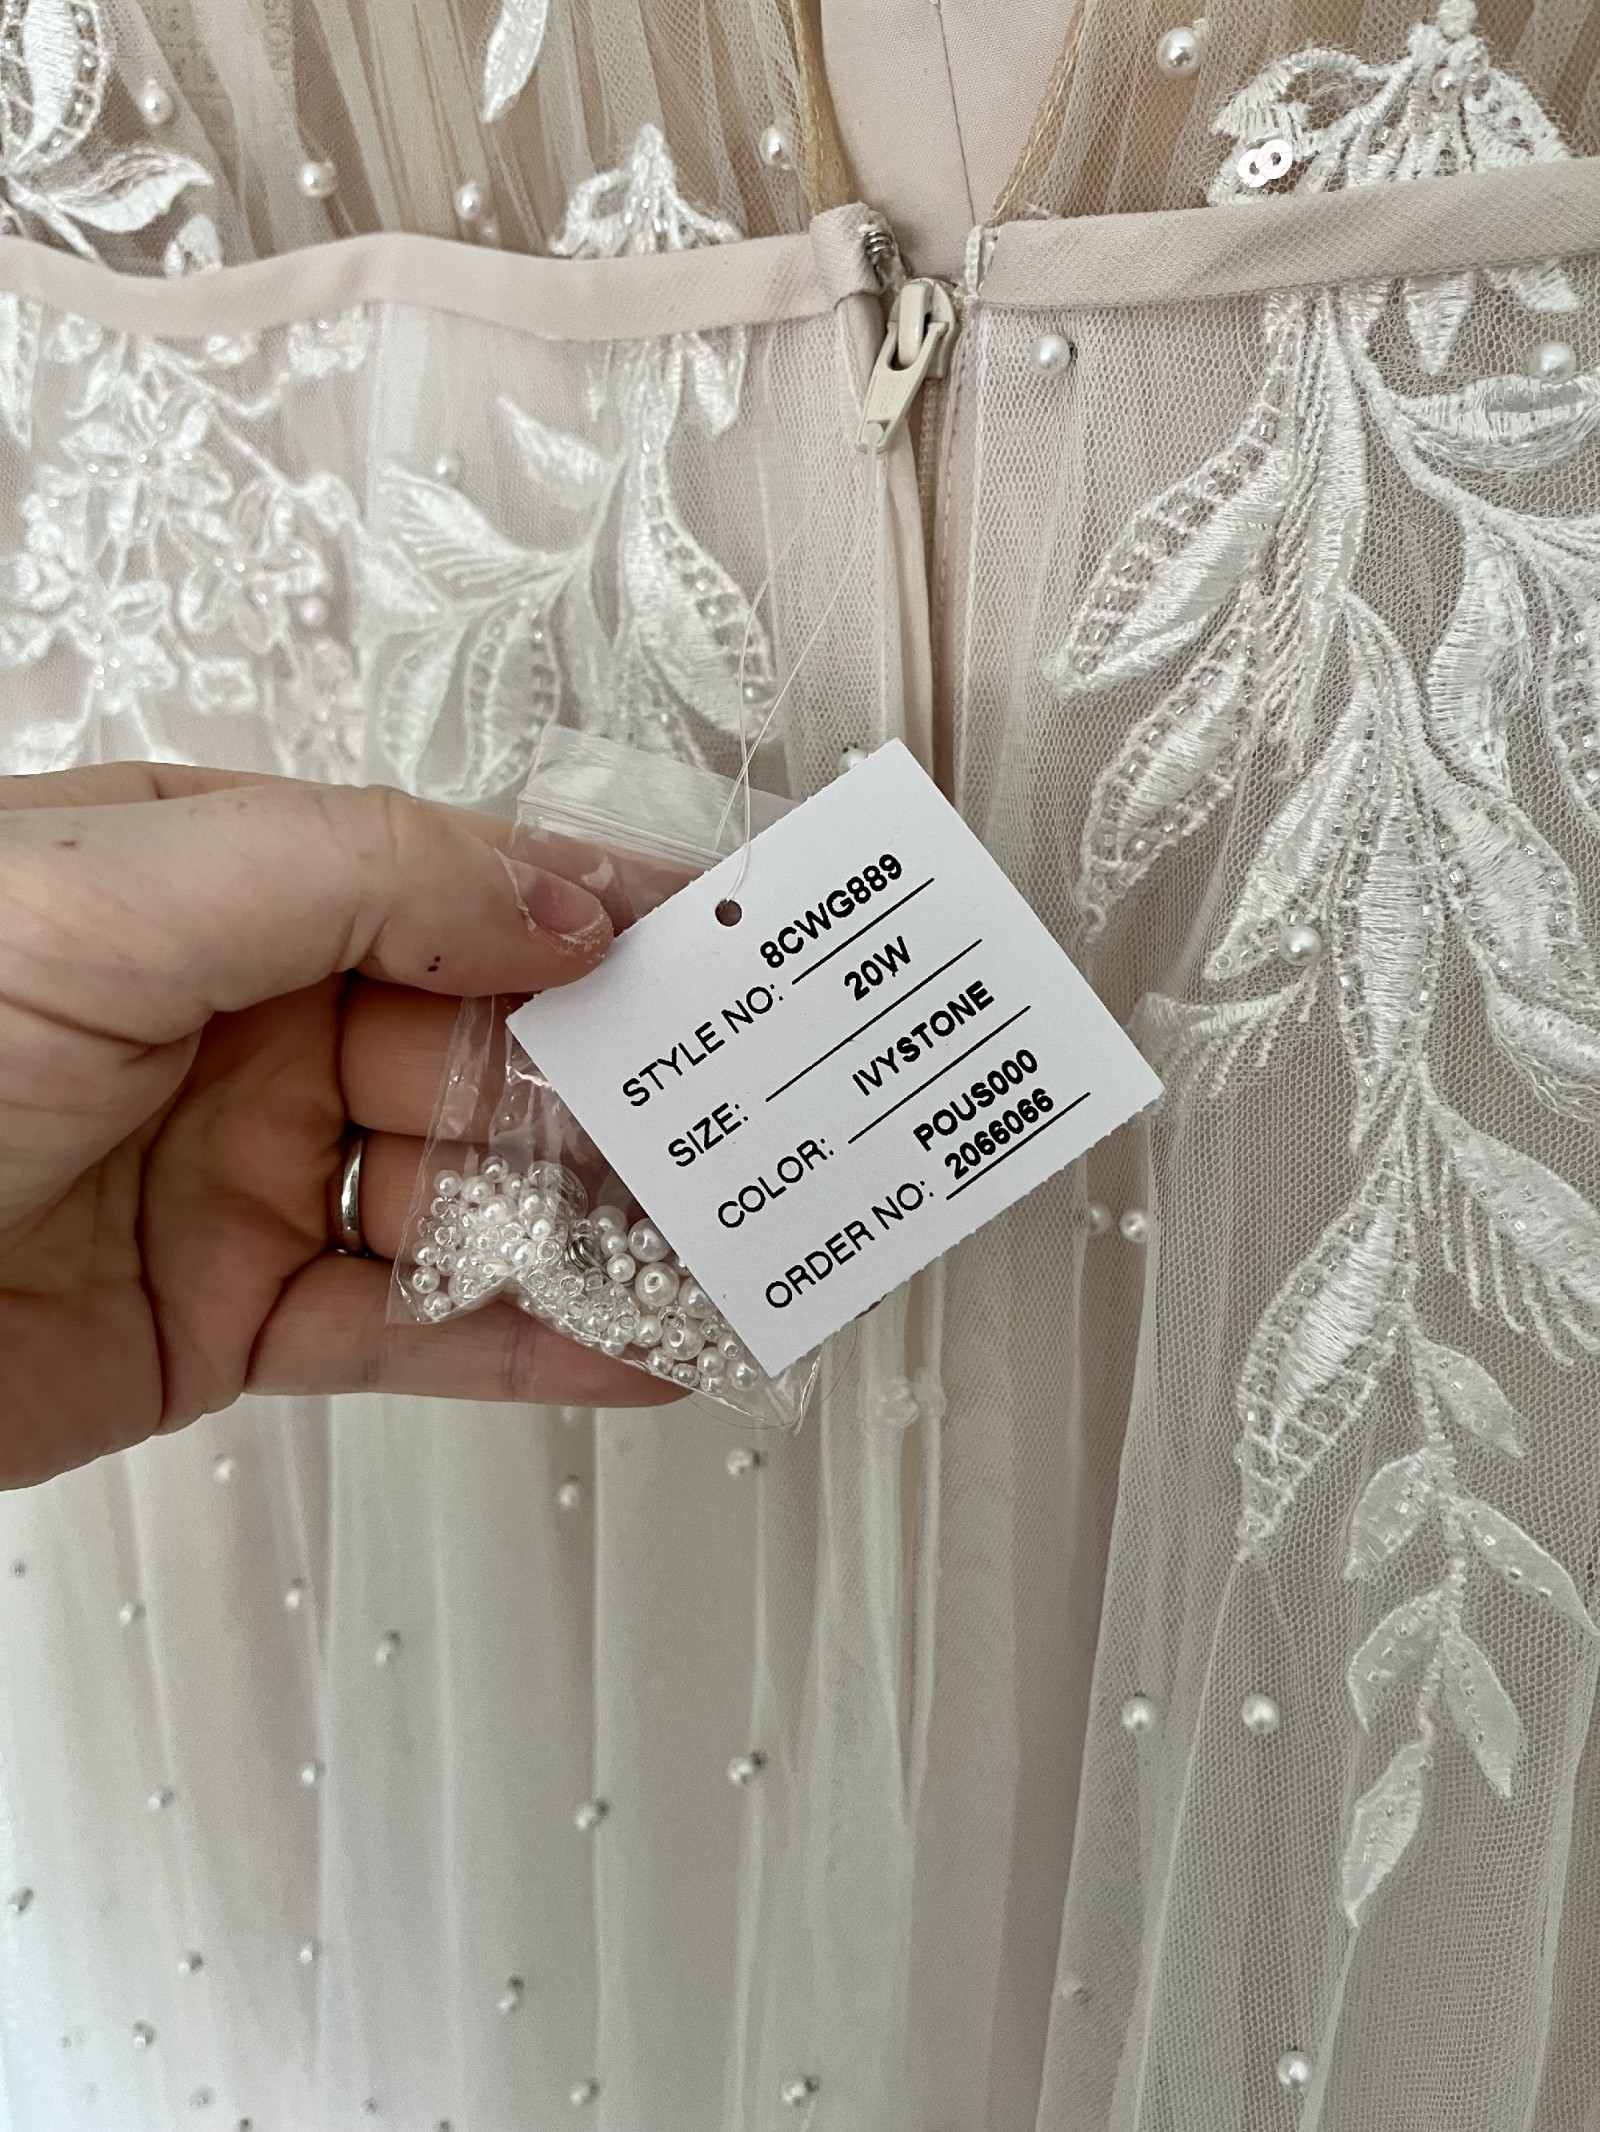 STYLE NO: 8CWG889
SIZE: 20W
COLOR: IVYSTONE
ORDER NO: POUS000
2066066